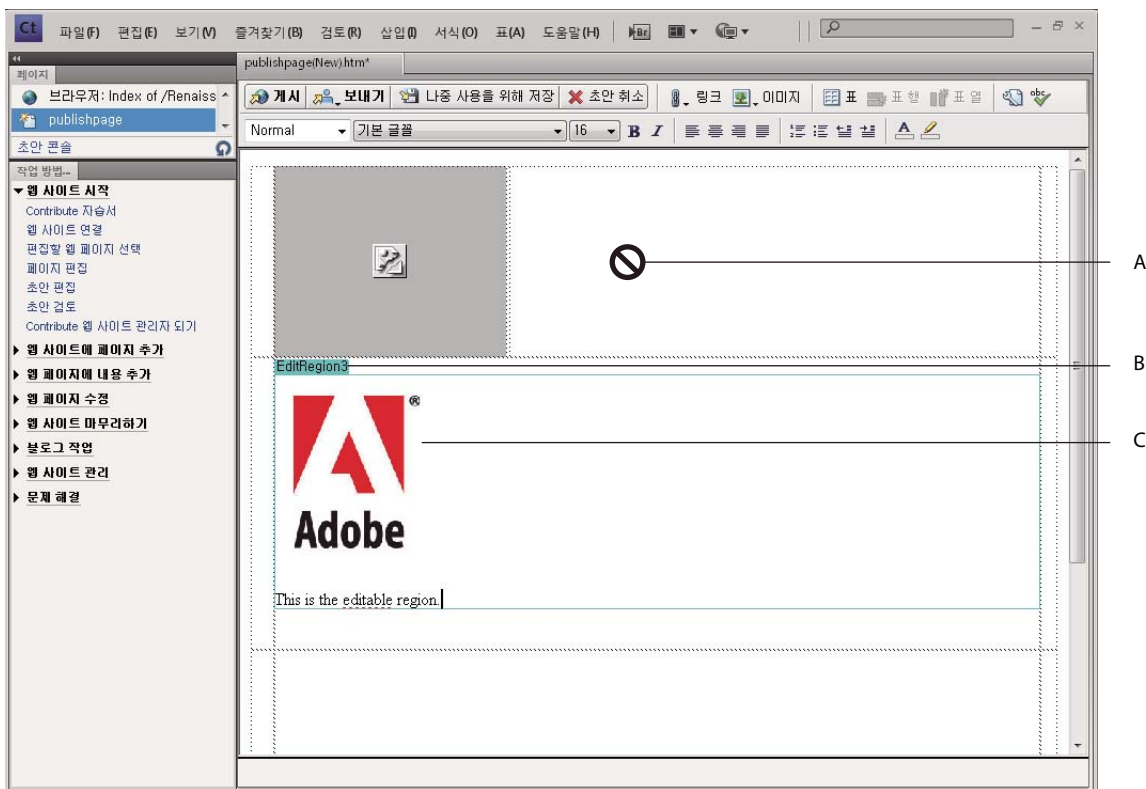 Ct 파일(F) 편집(E) 보기(V) 즐겨찾기(B) 검토(R) 삽입(I) 서식(O) 표(A) 도움말(H) Br
페이지
publishpage(New).htm*
브라우저: Index of /Renaiss
publishpage
초안 콘솔
게시 보내기 나중 사용을 위해 저장 초안 취소 링크 이미지 표 표 행 표 열 abc
Normal 기본 글꼴 16 B I A
작업 방법...
웹 사이트 시작
Contribute 자습서
웹 사이트 연결
편집할 웹 페이지 선택
페이지 편집
초안 편집
초안 검토
Contribute 웹 사이트 관리자 되기
웹 사이트에 페이지 추가
웹 페이지에 내용 추가
웹 페이지 수정
웹 사이트 마무리하기
블로그 작업
웹 사이트 관리
문제 해결
A
EditRegion3
B
®
C
Adobe
This is the editable region.